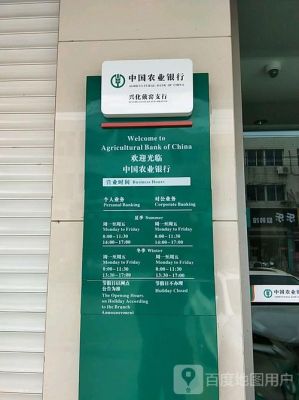 中国农业银行
AGRICULTURAL BANK OF CHINA
兴化戴窑支行
Welcome to
Agricultural Bank of China
欢迎光临
中国农业银行
营业时间 Business Hours
个人业务 对公业务
Personal Banking Corporate Banking
夏季 Summer
周一至周五 周一至周五
Monday to Friday Monday to Friday
8:00-11:30 8:00-11:30
14:00-17:00 14:00-17:00
冬季 Winter
周一至周五 周一至周五
Monday to Friday Monday to Friday
8:00-11:30 8:00-11:30
13:30-17:00 13:30-17:00
节假日以网点 节假日不办理
公告为准 Holiday Closed
The Opening Hours
on Holiday According
to the Branch
Announcement
中国农业银行
百度地图用户